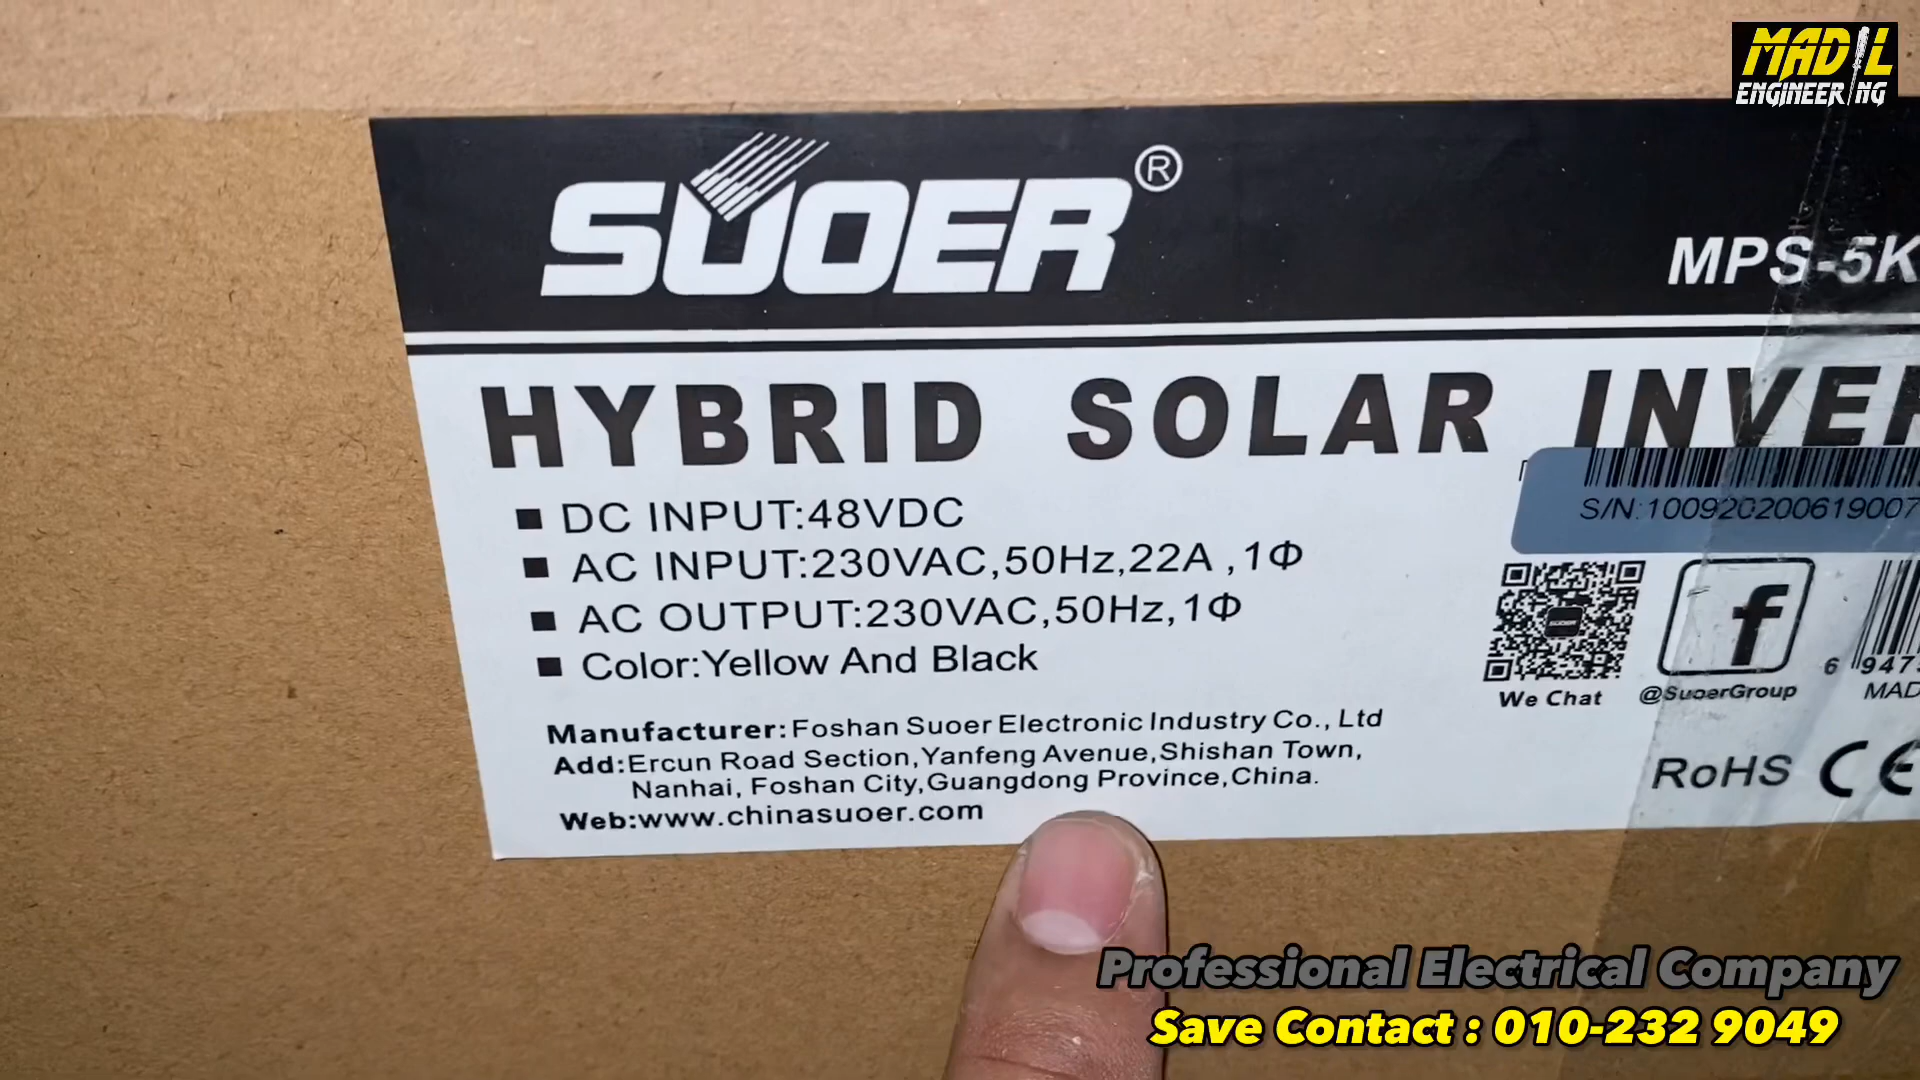 MADIL
ENGINEERING
SUOER®
MPS-5K
HYBRID SOLAR INVER
■ DC INPUT:48VDC
■ AC INPUT:230VAC,50Hz,22A ,1Φ
■ AC OUTPUT:230VAC,50Hz,1Φ
■ Color:Yellow And Black
S/N:10092020061900７
We Chat
@SuoerGroup
6 947
MAD
Manufacturer:Foshan Suoer Electronic Industry Co., Ltd
Add:Ercun Road Section,Yanfeng Avenue,Shishan Town,
Nanhai, Foshan City,Guangdong Province,China.
Web:www.chinasuoer.com
RoHS CE
Professional Electrical Company
Save Contact : 010-232 9049